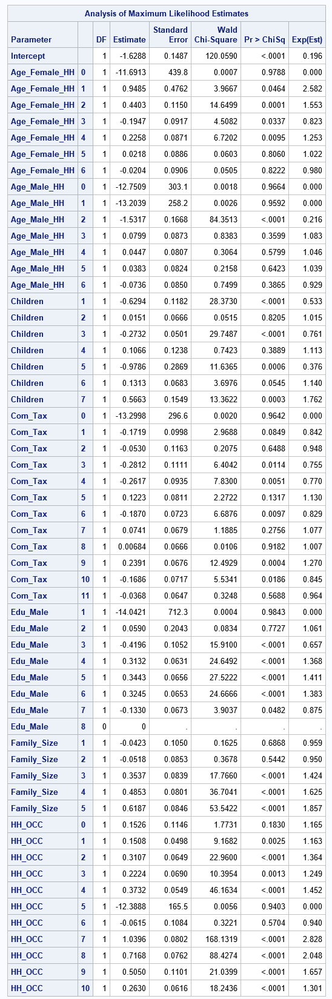 Analysis of Maximum Likelihood Estimates
Parameter DF Estimate Standard Error Wald Chi-Square Pr > ChiSq Exp(Est)
Intercept 1 -1.6288 0.1487 120.0590 <.0001 0.196
Age_Female_HH 0 1 -11.6913 439.8 0.0007 0.9788 0.000
Age_Female_HH 1 1 0.9485 0.4762 3.9667 0.0464 2.582
Age_Female_HH 2 1 0.4403 0.1150 14.6499 0.0001 1.553
Age_Female_HH 3 1 -0.1947 0.0917 4.5082 0.0337 0.823
Age_Female_HH 4 1 0.2258 0.0871 6.7202 0.0095 1.253
Age_Female_HH 5 1 0.0218 0.0886 0.0603 0.8060 1.022
Age_Female_HH 6 1 -0.0204 0.0906 0.0505 0.8222 0.980
Age_Male_HH 0 1 -12.7509 303.1 0.0018 0.9664 0.000
Age_Male_HH 1 1 -13.2039 258.2 0.0026 0.9592 0.000
Age_Male_HH 2 1 -1.5317 0.1668 84.3513 <.0001 0.216
Age_Male_HH 3 1 0.0799 0.0873 0.8383 0.3599 1.083
Age_Male_HH 4 1 0.0447 0.0807 0.3064 0.5799 1.046
Age_Male_HH 5 1 0.0383 0.0824 0.2158 0.6423 1.039
Age_Male_HH 6 1 -0.0736 0.0850 0.7499 0.3865 0.929
Children 1 1 -0.6294 0.1182 28.3730 <.0001 0.533
Children 2 1 0.0151 0.0666 0.0515 0.8205 1.015
Children 3 1 -0.2732 0.0501 29.7487 <.0001 0.761
Children 4 1 0.1066 0.1238 0.7423 0.3889 1.113
Children 5 1 -0.9786 0.2869 11.6365 0.0006 0.376
Children 6 1 0.1313 0.0683 3.6976 0.0545 1.140
Children 7 1 0.5663 0.1549 13.3622 0.0003 1.762
Com_Tax 0 1 -13.2998 296.6 0.0020 0.9642 0.000
Com_Tax 1 1 -0.1719 0.0998 2.9688 0.0849 0.842
Com_Tax 2 1 -0.0530 0.1163 0.2075 0.6488 0.948
Com_Tax 3 1 -0.2812 0.1111 6.4042 0.0114 0.755
Com_Tax 4 1 -0.2617 0.0935 7.8300 0.0051 0.770
Com_Tax 5 1 0.1223 0.0811 2.2722 0.1317 1.130
Com_Tax 6 1 -0.1870 0.0723 6.6876 0.0097 0.829
Com_Tax 7 1 0.0741 0.0679 1.1885 0.2756 1.077
Com_Tax 8 1 0.00684 0.0666 0.0106 0.9182 1.007
Com_Tax 9 1 0.2391 0.0676 12.4929 0.0004 1.270
Com_Tax 10 1 -0.1686 0.0717 5.5341 0.0186 0.845
Com_Tax 11 1 -0.0368 0.0647 0.3248 0.5688 0.964
Edu_Male 1 1 -14.0421 712.3 0.0004 0.9843 0.000
Edu_Male 2 1 0.0590 0.2043 0.0834 0.7727 1.061
Edu_Male 3 1 -0.4196 0.1052 15.9100 <.0001 0.657
Edu_Male 4 1 0.3132 0.0631 24.6492 <.0001 1.368
Edu_Male 5 1 0.3443 0.0656 27.5222 <.0001 1.411
Edu_Male 6 1 0.3245 0.0653 24.6666 <.0001 1.383
Edu_Male 7 1 -0.1330 0.0673 3.9037 0.0482 0.875
Edu_Male 8 0 0 . . . .
Family_Size 1 1 -0.0423 0.1050 0.1625 0.6868 0.959
Family_Size 2 1 -0.0518 0.0853 0.3678 0.5442 0.950
Family_Size 3 1 0.3537 0.0839 17.7660 <.0001 1.424
Family_Size 4 1 0.4853 0.0801 36.7041 <.0001 1.625
Family_Size 5 1 0.6187 0.0846 53.5422 <.0001 1.857
HH_OCC 0 1 0.1526 0.1146 1.7731 0.1830 1.165
HH_OCC 1 1 0.1508 0.0498 9.1682 0.0025 1.163
HH_OCC 2 1 0.3107 0.0649 22.9600 <.0001 1.364
HH_OCC 3 1 0.2224 0.0690 10.3954 0.0013 1.249
HH_OCC 4 1 0.3732 0.0549 46.1634 <.0001 1.452
HH_OCC 5 1 -12.3888 165.5 0.0056 0.9403 0.000
HH_OCC 6 1 -0.0615 0.1084 0.3221 0.5704 0.940
HH_OCC 7 1 1.0396 0.0802 168.1319 <.0001 2.828
HH_OCC 8 1 0.7168 0.0762 88.4274 <.0001 2.048
HH_OCC 9 1 0.5050 0.1101 21.0399 <.0001 1.657
HH_OCC 10 1 0.2630 0.0616 18.2436 <.0001 1.301